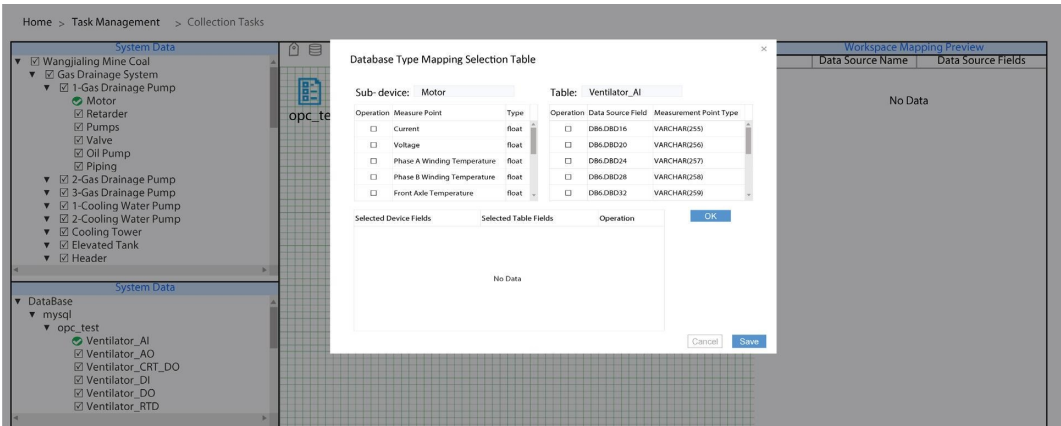 Home > Task Management > Collection Tasks
System Data
Wangjialing Mine Coal
Gas Drainage System
1-Gas Drainage Pump
Motor
Retarder
Pumps
Valve
Oil Pump
Piping
2-Gas Drainage Pump
3-Gas Drainage Pump
1-Cooling Water Pump
2-Cooling Water Pump
Cooling Tower
Elevated Tank
Header
System Data
DataBase
mysql
opc_test
Ventilator_AI
Ventilator_AO
Ventilator_CRT_DO
Ventilator_DI
Ventilator_DO
Ventilator_RTD
opc_te
Database Type Mapping Selection Table
×
Sub- device: Motor Table: Ventilator_AI
Operation Measure Point Type Operation Data Source Field Measurement Point Type
Current float DB6.DBD16 VARCHAR(255)
Voltage float DB6.DBD20 VARCHAR(256)
Phase A Winding Temperature float DB6.DBD24 VARCHAR(257)
Phase B Winding Temperature float DB6.DBD28 VARCHAR(258)
Front Axle Temperature float DB6.DBD32 VARCHAR(259)
Selected Device Fields Selected Table Fields Operation OK
No Data
Cancel Save
Workspace Mapping Preview
Data Source Name Data Source Fields
No Data